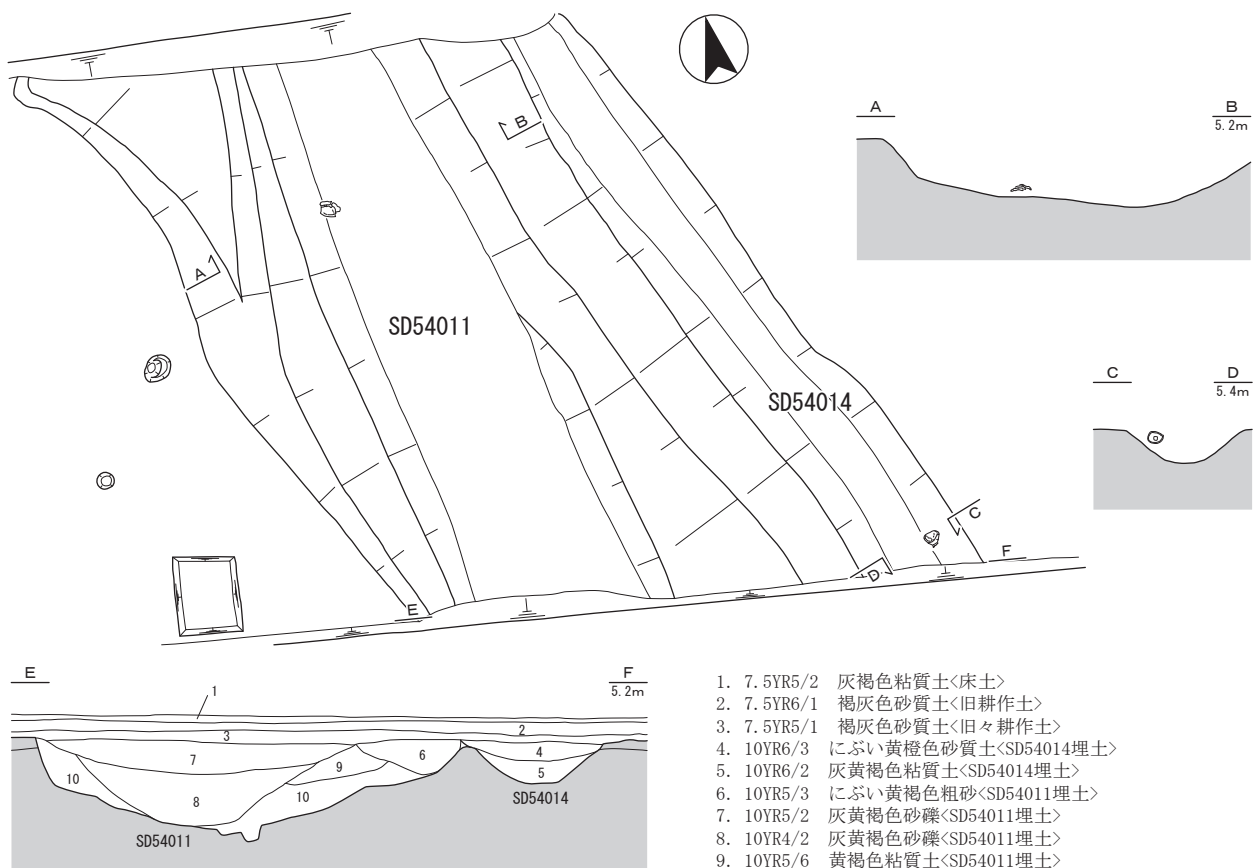 A
B
5.2m
B
A
SD54011
C
D
5.4m
SD54014
C
D
F
E
E
F
5.2m
1
2
3
4
5
6
7
8
9
10
10
SD54011
SD54014
1. 7.5YR5/2 灰褐色粘質土<床土>
2. 7.5YR6/1 褐灰色砂質土<旧耕作土>
3. 7.5YR5/1 褐灰色砂質土<旧々耕作土>
4. 10YR6/3 にぶい黄橙色砂質土<SD54014埋土>
5. 10YR6/2 灰黄褐色粘質土<SD54014埋土>
6. 10YR5/3 にぶい黄褐色粗砂<SD54011埋土>
7. 10YR5/2 灰黄褐色砂礫<SD54011埋土>
8. 10YR4/2 灰黄褐色砂礫<SD54011埋土>
9. 10YR5/6 黄褐色粘質土<SD54011埋土>